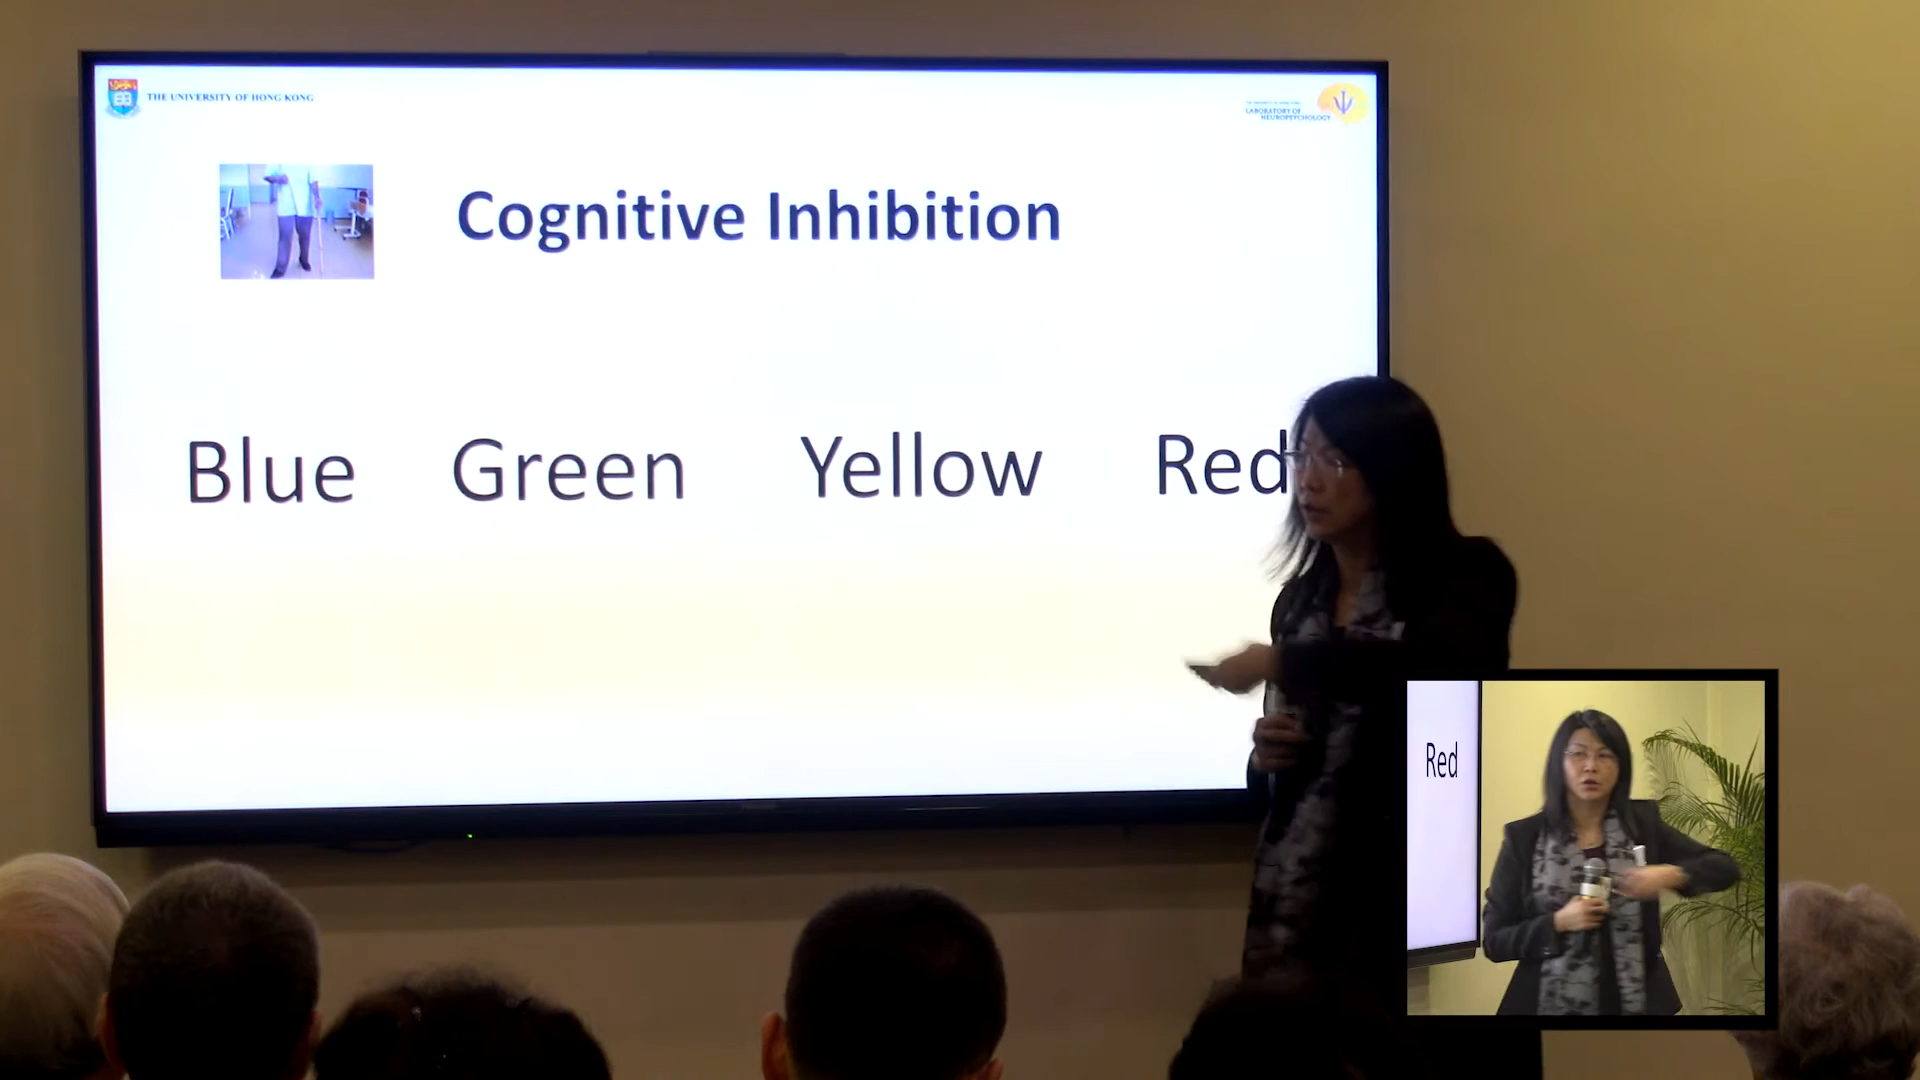 THE UNIVERSITY OF HONG KONG
LABORATORY OF
NEUROPSYCHOLOGY
Cognitive Inhibition
Blue Green Yellow Red
Red